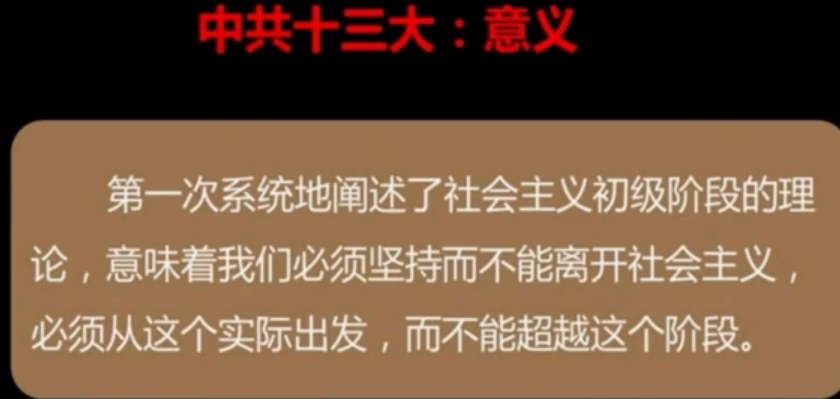 中共十三大：意义
第一次系统地阐述了社会主义初级阶段的理
论，意味着我们必须坚持而不能离开社会主义，
必须从这个实际出发，而不能超越这个阶段。